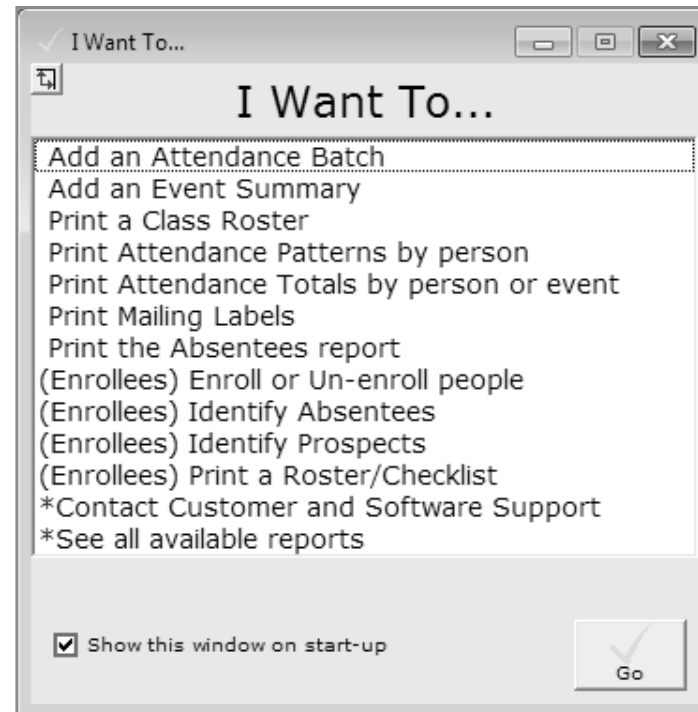 I Want To...
I Want To...
Add an Attendance Batch
Add an Event Summary
Print a Class Roster
Print Attendance Patterns by person
Print Attendance Totals by person or event
Print Mailing Labels
Print the Absentees report
(Enrollees) Enroll or Un-enroll people
(Enrollees) Identify Absentees
(Enrollees) Identify Prospects
(Enrollees) Print a Roster/Checklist
*Contact Customer and Software Support
*See all available reports
Show this window on start-up
Go